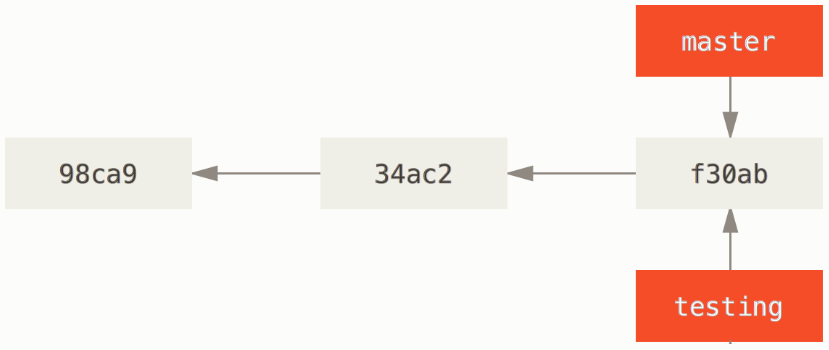 master
98ca9
34ac2
f30ab
testing